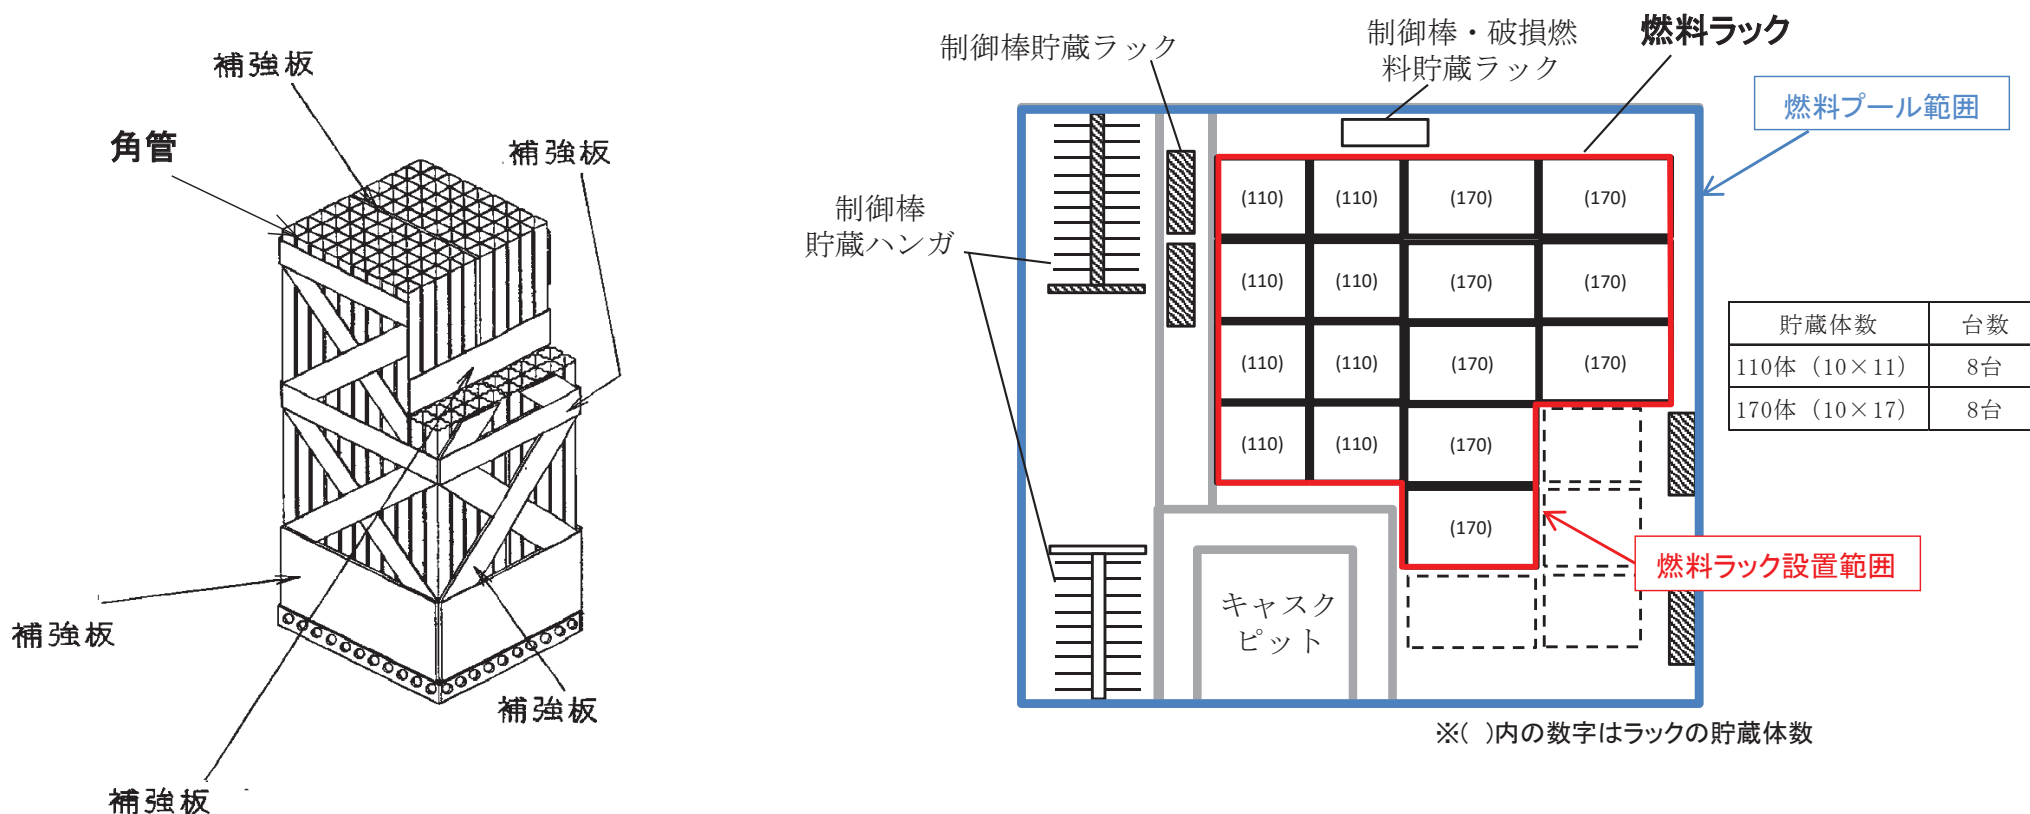 補強板
角管
補強板
補強板
補強板
補強板
制御棒貯蔵ラック
制御棒・破損燃
料貯蔵ラック
燃料ラック
燃料プール範囲
制御棒
貯蔵ハンガ
(110) (110) (170) (170)
(110) (110) (170) (170)
(110) (110) (170) (170)
(110) (110) (170)
(170)
燃料ラック設置範囲
キャスク
ピット
※( )内の数字はラックの貯蔵体数
貯蔵体数 台数
110体（10×11） 8台
170体（10×17） 8台